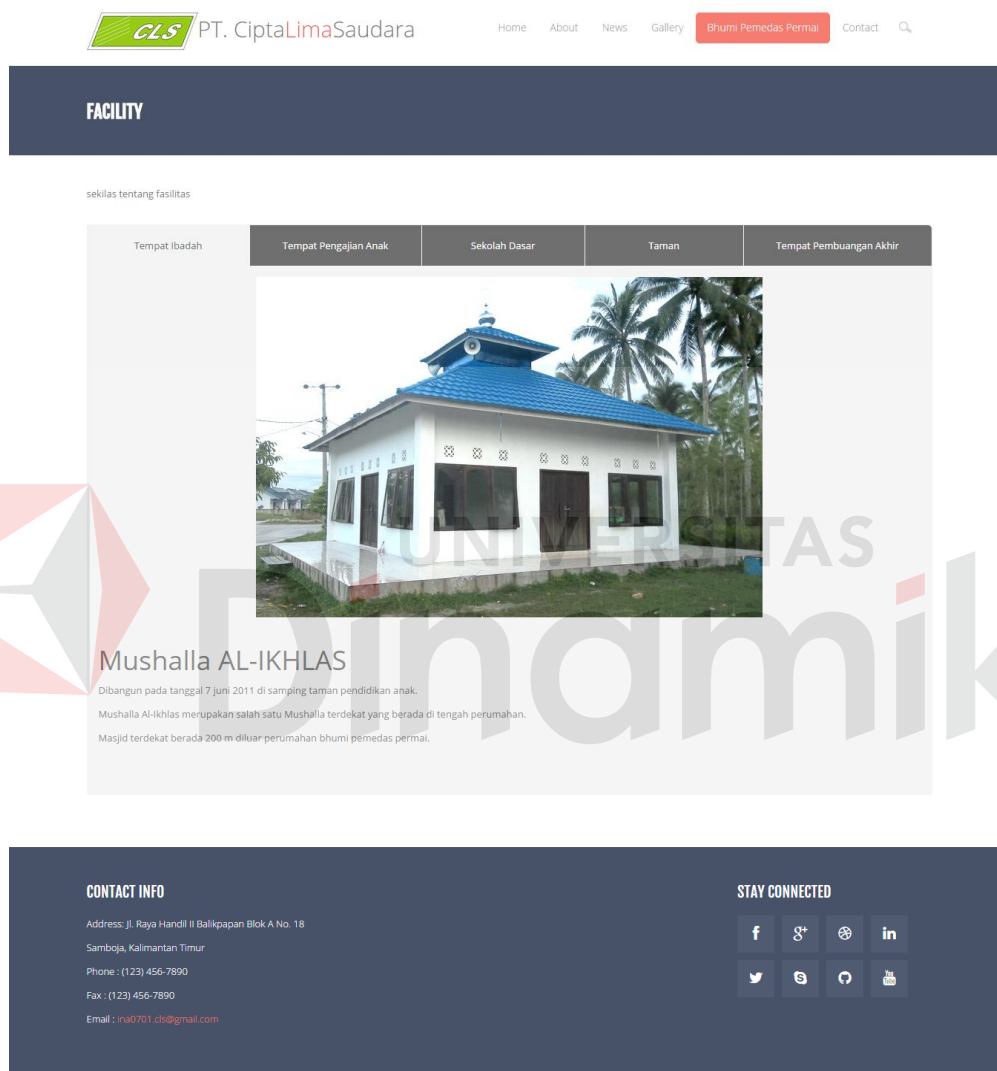 CLS PT. CiptaLimaSaudara
Home About News Gallery Bhumi Pemedas Permai Contact
FACILITY
sekilas tentang fasilitas
Tempat Ibadah Tempat Pengajian Anak Sekolah Dasar Taman Tempat Pembuangan Akhir
UNIVERSITAS
Dinamik
Mushalla AL-IKHLAS
Dibangun pada tanggal 7 juni 2011 di samping taman pendidikan anak.
Mushalla Al-Ikhlas merupakan salah satu Mushalla terdekat yang berada di tengah perumahan.
Masjid terdekat berada 200 m diluar perumahan bhumi pemedas permai.
CONTACT INFO
Address: Jl. Raya Handil II Balikpapan Blok A No. 18
Samboja, Kalimantan Timur
Phone : (123) 456-7890
Fax : (123) 456-7890
Email : ina0701.cls@gmail.com
STAY CONNECTED
f g+ in
You Tube